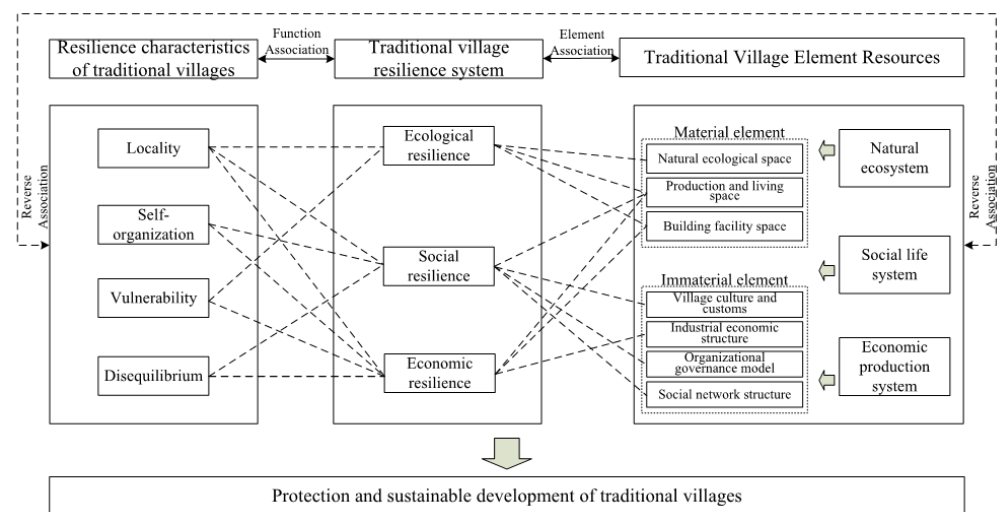 Resilience characteristics
of traditional villages
Function
Association
Traditional village
resilience system
Element
Association
Traditional Village Element Resources
Reverse
Association
Locality
Self-
organization
Vulnerability
Disequilibrium
Ecological
resilience
Social
resilience
Economic
resilience
Material element
Natural ecological space
Production and living
space
Building facility space
Immaterial element
Village culture and
customs
Industrial economic
structure
Organizational
governance model
Social network structure
Natural
ecosystem
Social life
system
Economic
production
system
Reverse
Association
Protection and sustainable development of traditional villages